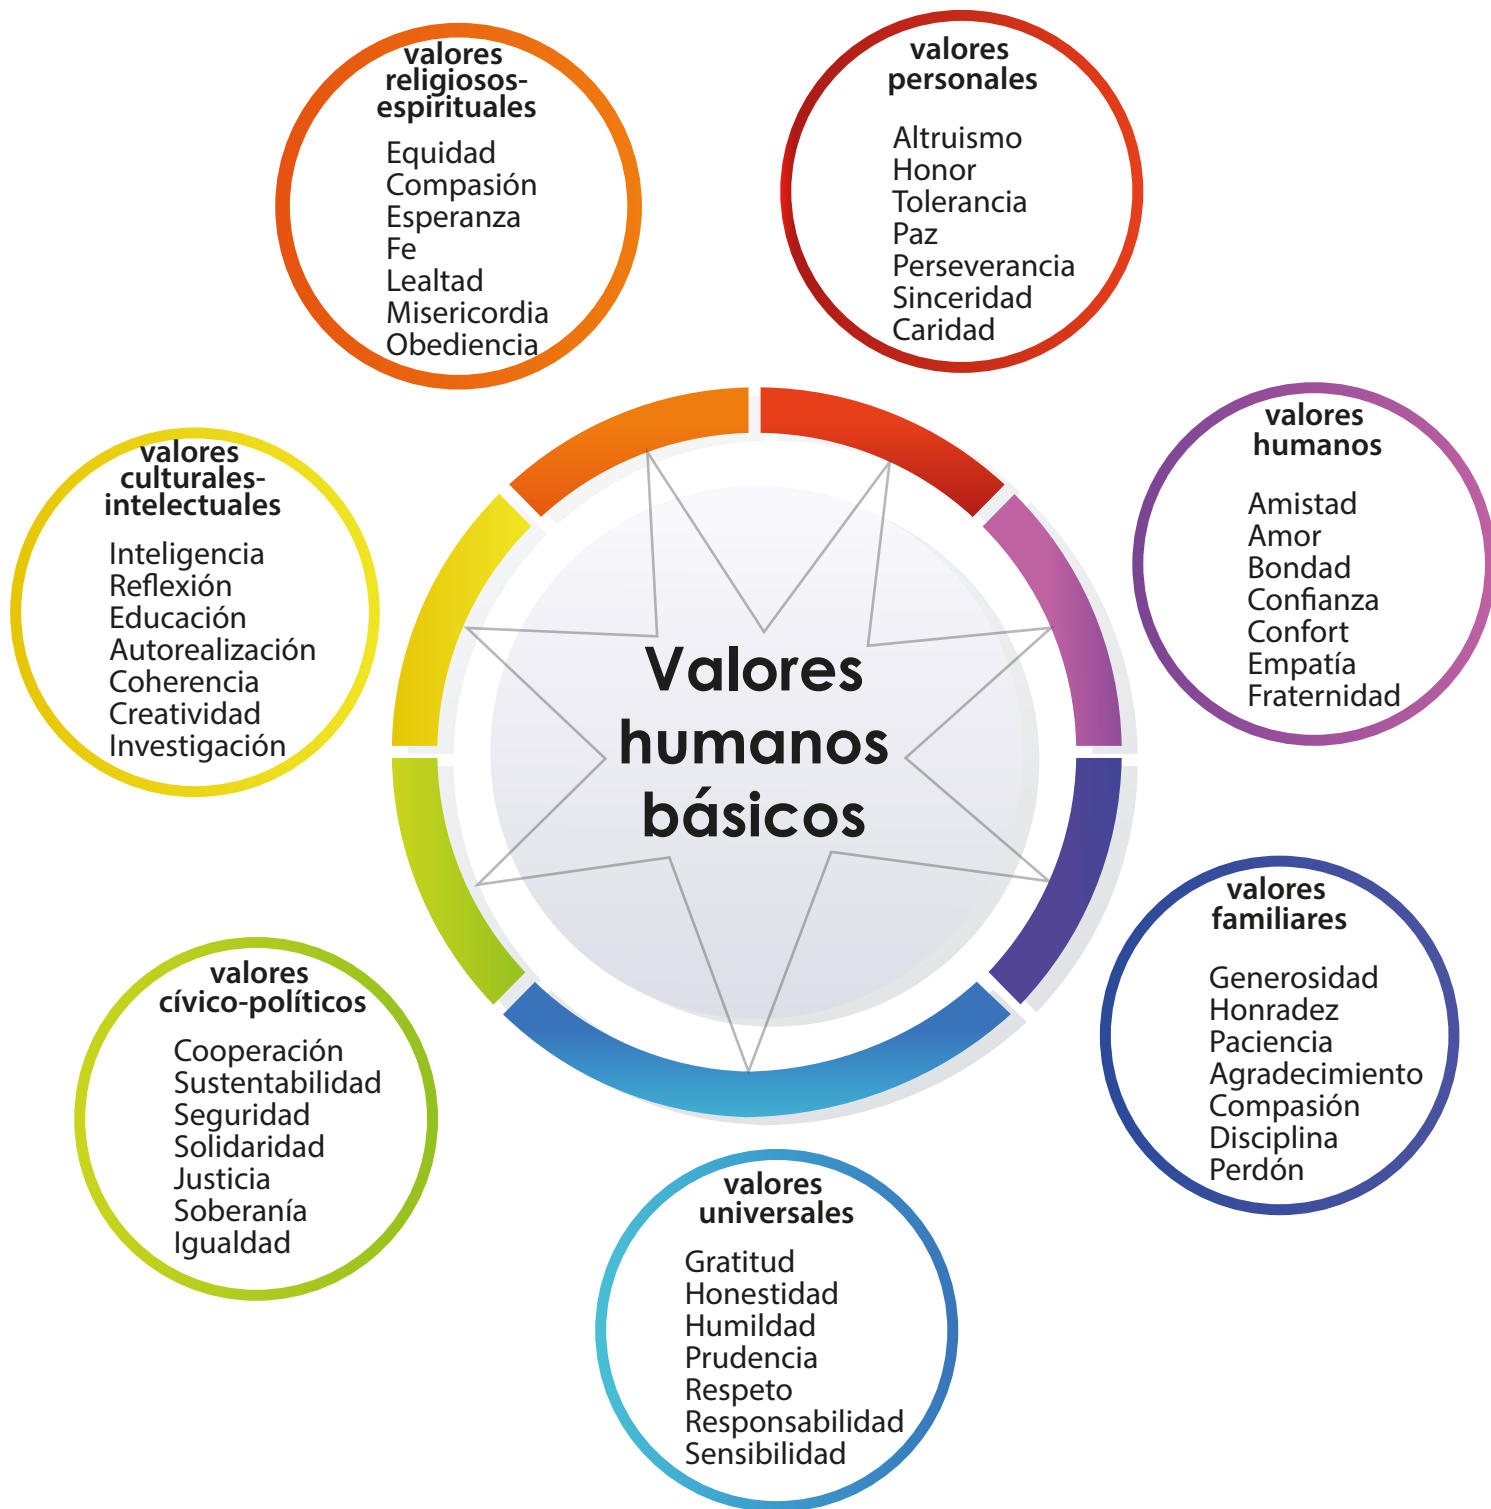 valores
religiosos-
espirituales
Equidad
Compasión
Esperanza
Fe
Lealtad
Misericordia
Obediencia
valores
personales
Altruismo
Honor
Tolerancia
Paz
Perseverancia
Sinceridad
Caridad
valores
humanos
Amistad
Amor
Bondad
Confianza
Confort
Empatía
Fraternidad
valores
culturales-
intelectuales
Inteligencia
Reflexión
Educación
Autorealización
Coherencia
Creatividad
Investigación
Valores
humanos
básicos
valores
familiares
Generosidad
Honradez
Paciencia
Agradecimiento
Compasión
Disciplina
Perdón
valores
cívico-políticos
Cooperación
Sustentabilidad
Seguridad
Solidaridad
Justicia
Soberanía
Igualdad
valores
universales
Gratitud
Honestidad
Humildad
Prudencia
Respeto
Responsabilidad
Sensibilidad